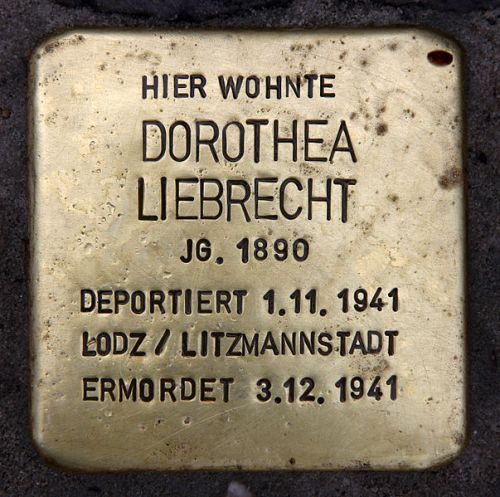 HIER WOHNTE
DOROTHEA
LIEBRECHT
JG. 1890
DEPORTIERT 1.11. 1941
LODZ / LITZMANNSTADT
ERMORDET 3.12. 1941